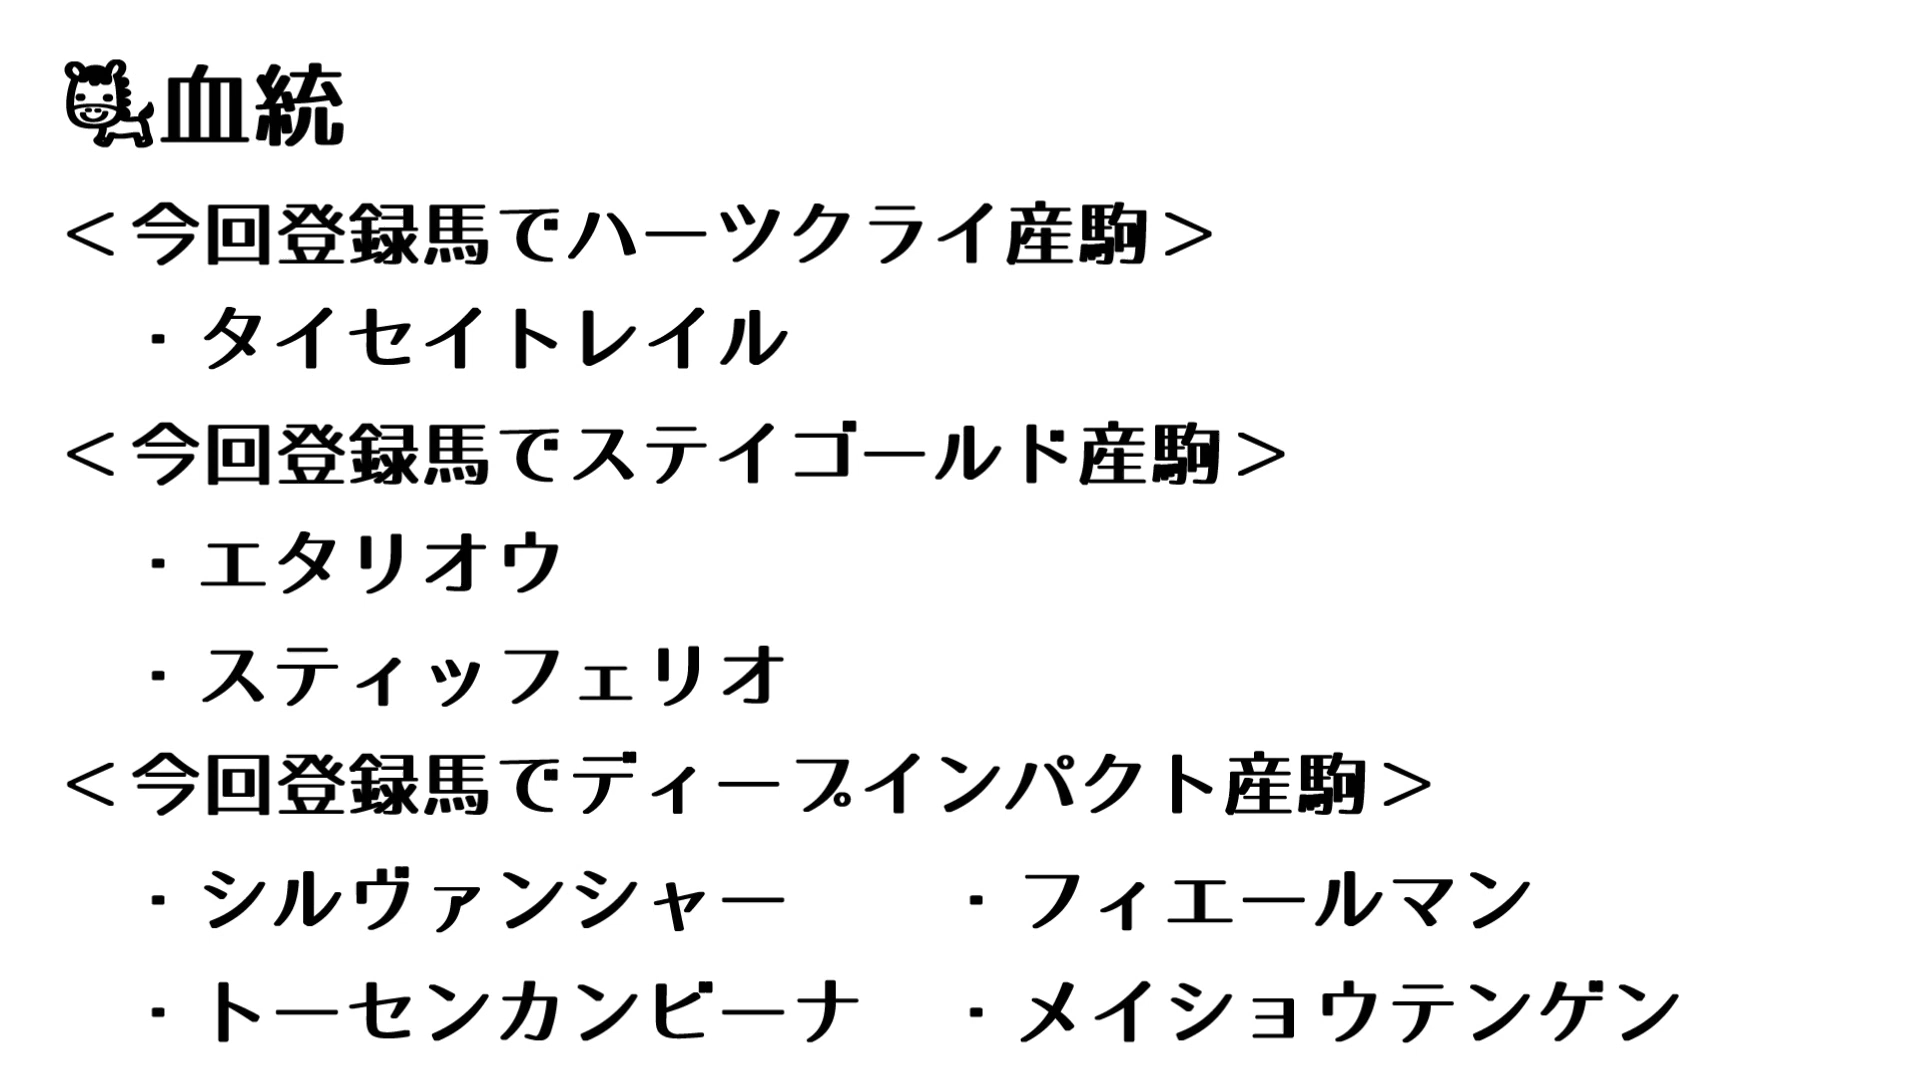 血統
＜今回登録馬でハーツクライ産駒＞
・タイセイトレイル
＜今回登録馬でステイゴールド産駒＞
・エタリオウ
・スティッフェリオ
＜今回登録馬でディープインパクト産駒＞
・シルヴァンシャー　・フィエールマン
・トーセンカンビーナ　・メイショウテンゲン